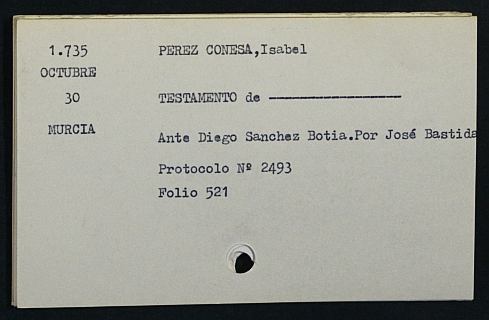 1.735 PEREZ CONESA,Isabel
OCTUBRE
30 TESTAMENTO de ------------------
MURCIA Ante Diego Sanchez Botia.Por José Bastida
Protocolo Nº 2493
Folio 521